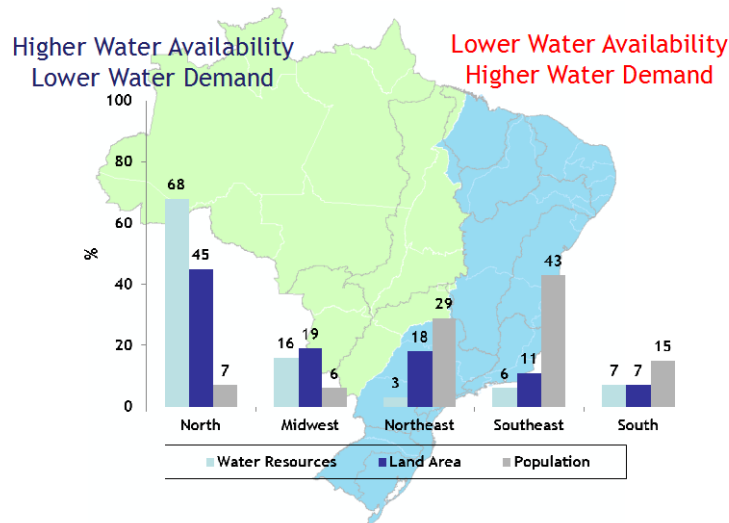 Higher Water Availability
Lower Water Demand
Lower Water Availability
Higher Water Demand
100
80
60
40
20
0
%
68
45
7
16
19
6
3
18
29
6
11
43
7
7
15
North
Midwest
Northeast
Southeast
South
Water Resources
Land Area
Population